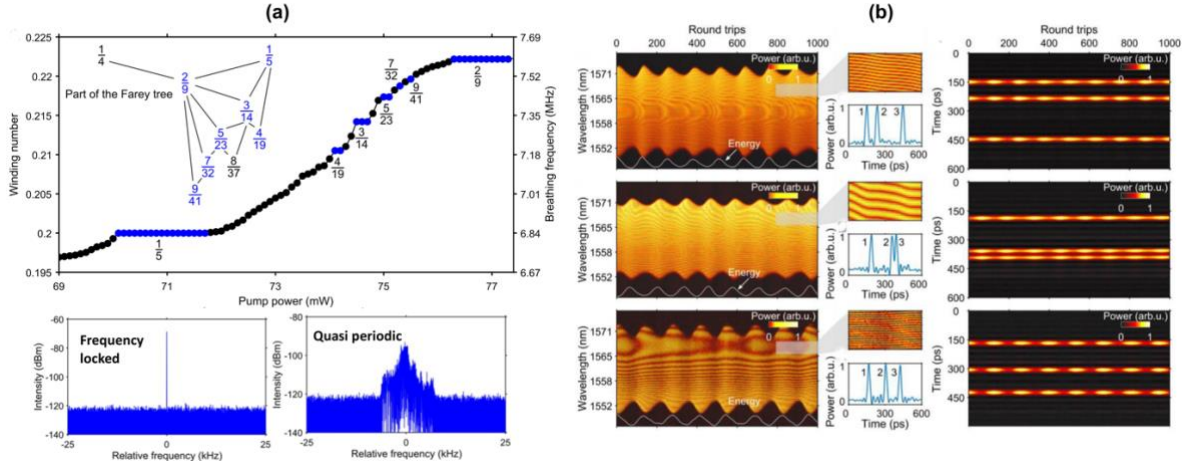 (a)
0.225
0.22
0.215
0.21
0.205
0.2
0.195
Winding number
7.69
7.52
7.35
7.18
7.01
6.84
6.67
Breathing frequency (MHz)
1/4
1/5
2/9
Part of the Farey tree
3/14
5/23
4/19
7/32
8/37
9/41
7/32
2/9
9/41
5/23
3/14
4/19
1/5
69 71 73 75 77
Pump power (mW)
-60
-80
-100
-120
-140
Intensity (dBm)
Frequency
locked
-25 0 25
Relative frequency (kHz)
-80
-100
-120
-140
Intensity (dBm)
Quasi periodic
-25 0 25
Relative frequency (kHz)
(b)
Round trips
0 200 400 600 800 1000
Round trips
0 200 400 600 800 1000
Wavelength (nm)
1571
1565
1558
1552
Power (arb.u.)
0 1
Energy
Power (arb.u.)
1
0
1 2 3
0 300 600
Time (ps)
Power (arb.u.)
0 1
0
150
300
450
600
Time (ps)
Wavelength (nm)
1571
1565
1558
1552
Power (arb.u.)
0 1
Energy
Power (arb.u.)
1
0
1 2 3
0 300 600
Time (ps)
Power (arb.u.)
0 1
0
150
300
450
600
Time (ps)
Wavelength (nm)
1571
1565
1558
1552
Power (arb.u.)
0 1
Energy
Power (arb.u.)
1
0
1 2 3
0 300 600
Time (ps)
Power (arb.u.)
0 1
0
150
300
450
600
Time (ps)